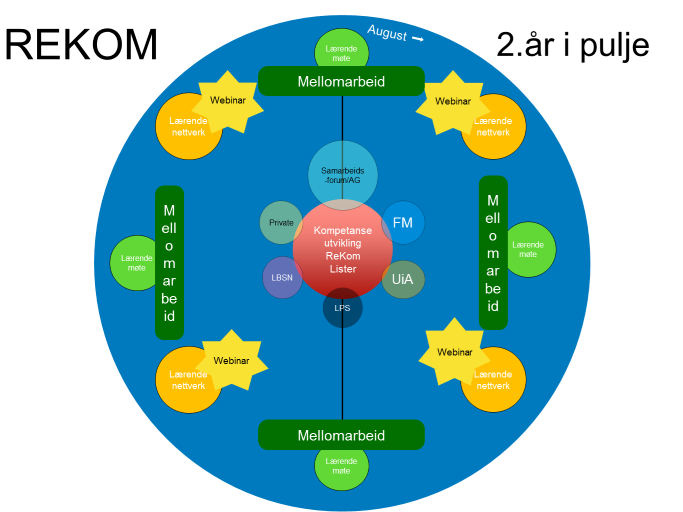 REKOM
2.år i pulje
August →
Lærende
møte
Mellomarbeid
Webinar
Lærende
nettverk
Webinar
Lærende
nettverk
Samarbeids
-forum/AG
Private
FM
Kompetanse
utvikling
ReKom
Lister
LBSN
UiA
LPS
Lærende
møte
M
ell
o
m
ar
be
id
M
ell
o
m
ar
be
id
Lærende
møte
Webinar
Lærende
nettverk
Webinar
Lærende
nettverk
Mellomarbeid
Lærende
møte